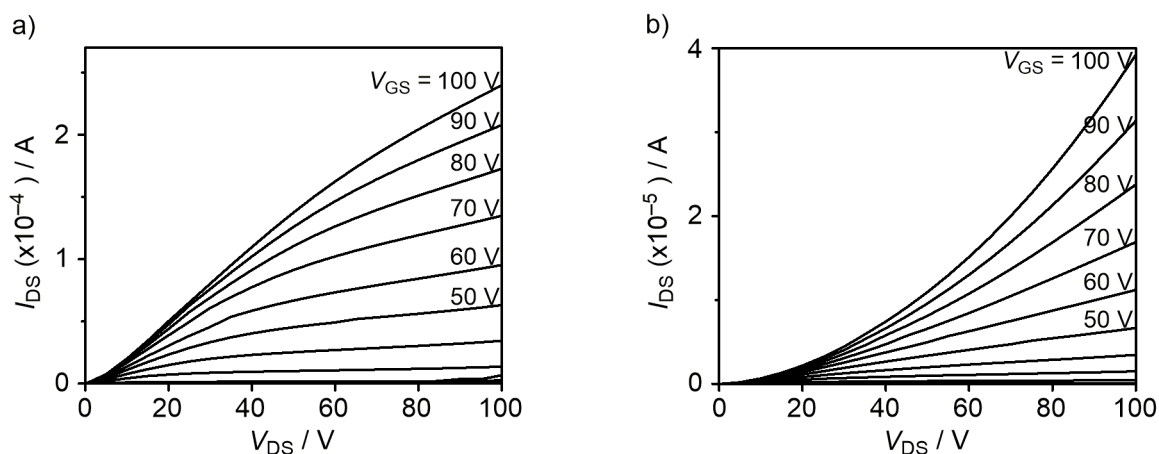 a)
I_DS (x10⁻⁴) / A
2
1
0
V_GS = 100 V
90 V
80 V
70 V
60 V
50 V
0 20 40 60 80 100
V_DS / V
b)
I_DS (x10⁻⁵) / A
4
2
0
V_GS = 100 V
90 V
80 V
70 V
60 V
50 V
0 20 40 60 80 100
V_DS / V